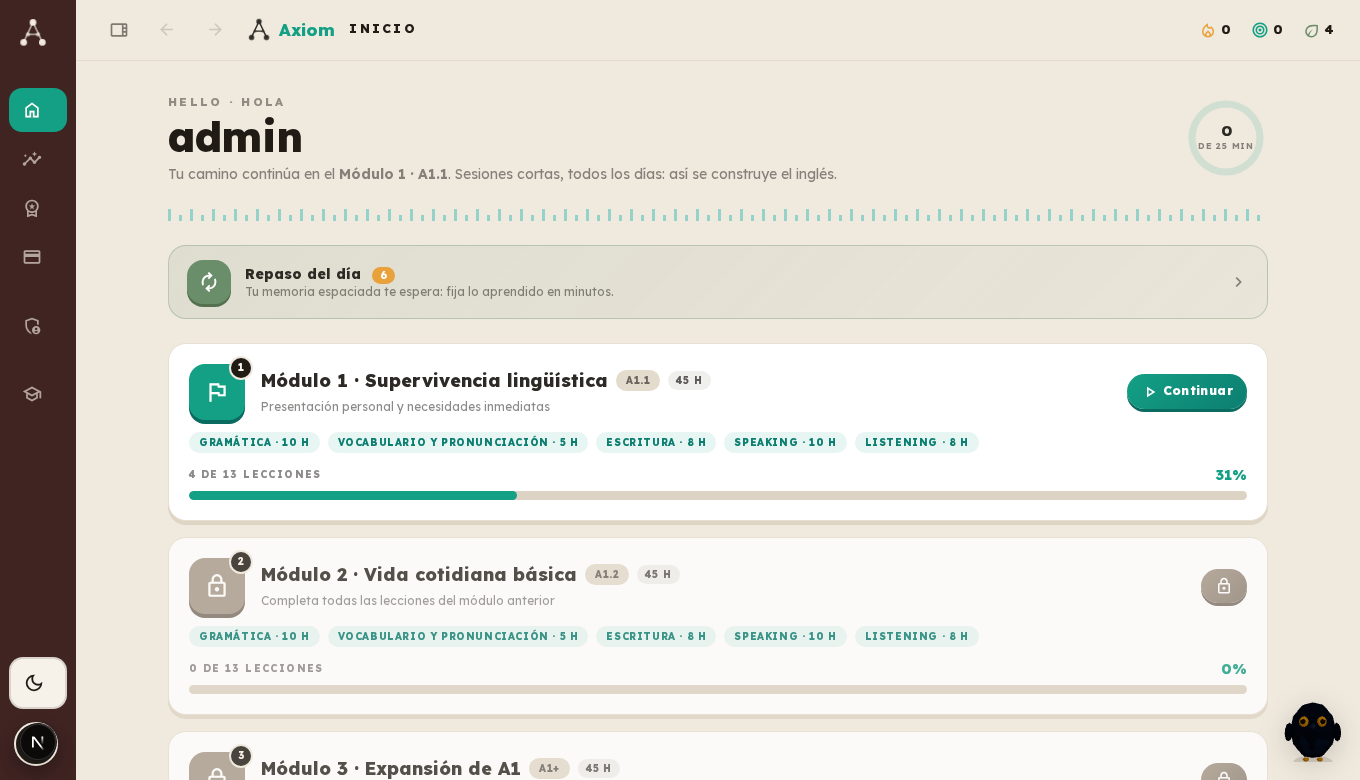 Axiom INICIO
0 0 4
HELLO · HOLA
admin
Tu camino continúa en el Módulo 1 · A1.1. Sesiones cortas, todos los días: así se construye el inglés.
0
DE 25 MIN
Repaso del día 6
Tu memoria espaciada te espera: fija lo aprendido en minutos.
1
Módulo 1 · Supervivencia lingüística A1.1 45 H
Presentación personal y necesidades inmediatas
Continuar
GRAMÁTICA · 10 H VOCABULARIO Y PRONUNCIACIÓN · 5 H ESCRITURA · 8 H SPEAKING · 10 H LISTENING · 8 H
4 DE 13 LECCIONES 31%
2
Módulo 2 · Vida cotidiana básica A1.2 45 H
Completa todas las lecciones del módulo anterior
GRAMÁTICA · 10 H VOCABULARIO Y PRONUNCIACIÓN · 5 H ESCRITURA · 8 H SPEAKING · 10 H LISTENING · 8 H
0 DE 13 LECCIONES 0%
3
Módulo 3 · Expansión de A1 A1+ 45 H
N